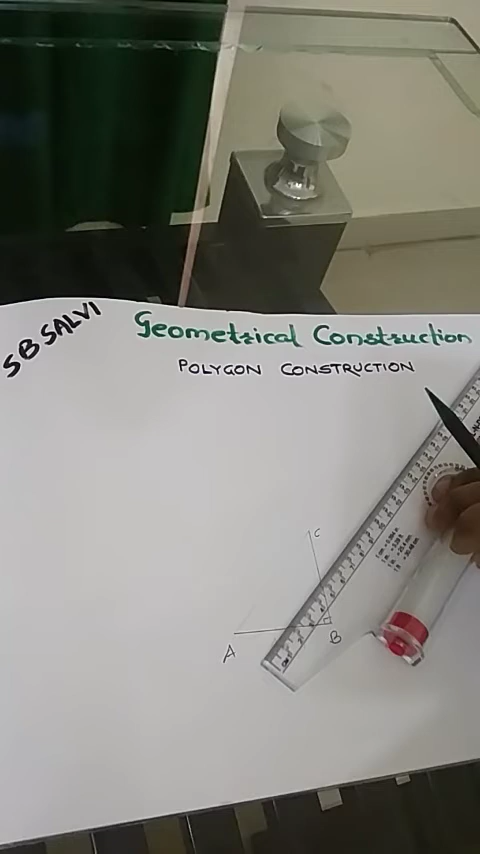 SB SALVI
Geometrical Construction
POLYGON CONSTRUCTION
C
A
B